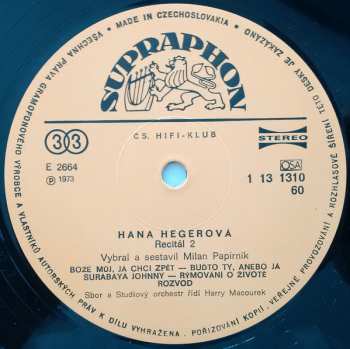 MADE IN CZECHOSLOVAKIA • VŠECHNA PRÁVA GRAMOFONOVÉHO VÝROBCE A VLASTNÍKŮ AUTORSKÝCH PRÁV K DÍLU VYHRAŽENA. POŘIZOVÁNÍ KOPIÍ, VEŘEJNÉ PROVOZOVÁNÍ A ROZHLASOVÉ ŠÍŘENÍ TÉTO DESKY JE ZAKÁZÁNO
SUPRAPHON
ČS. HIFI-KLUB
33
STEREO
E 2664
℗ 1973
OSA
1 13 1310
60
HANA HEGEROVÁ
Recitál 2
Vybral a sestavil Milan Papírník
BOŽE MŮJ, JÁ CHCI ZPĚT — BUĎTO TY, ANEBO JÁ
SURABAYA JOHNNY — RÝMOVÁNÍ O ŽIVOTĚ
ROZVOD
Sbor a Studiový orchestr řídí Harry Macourek